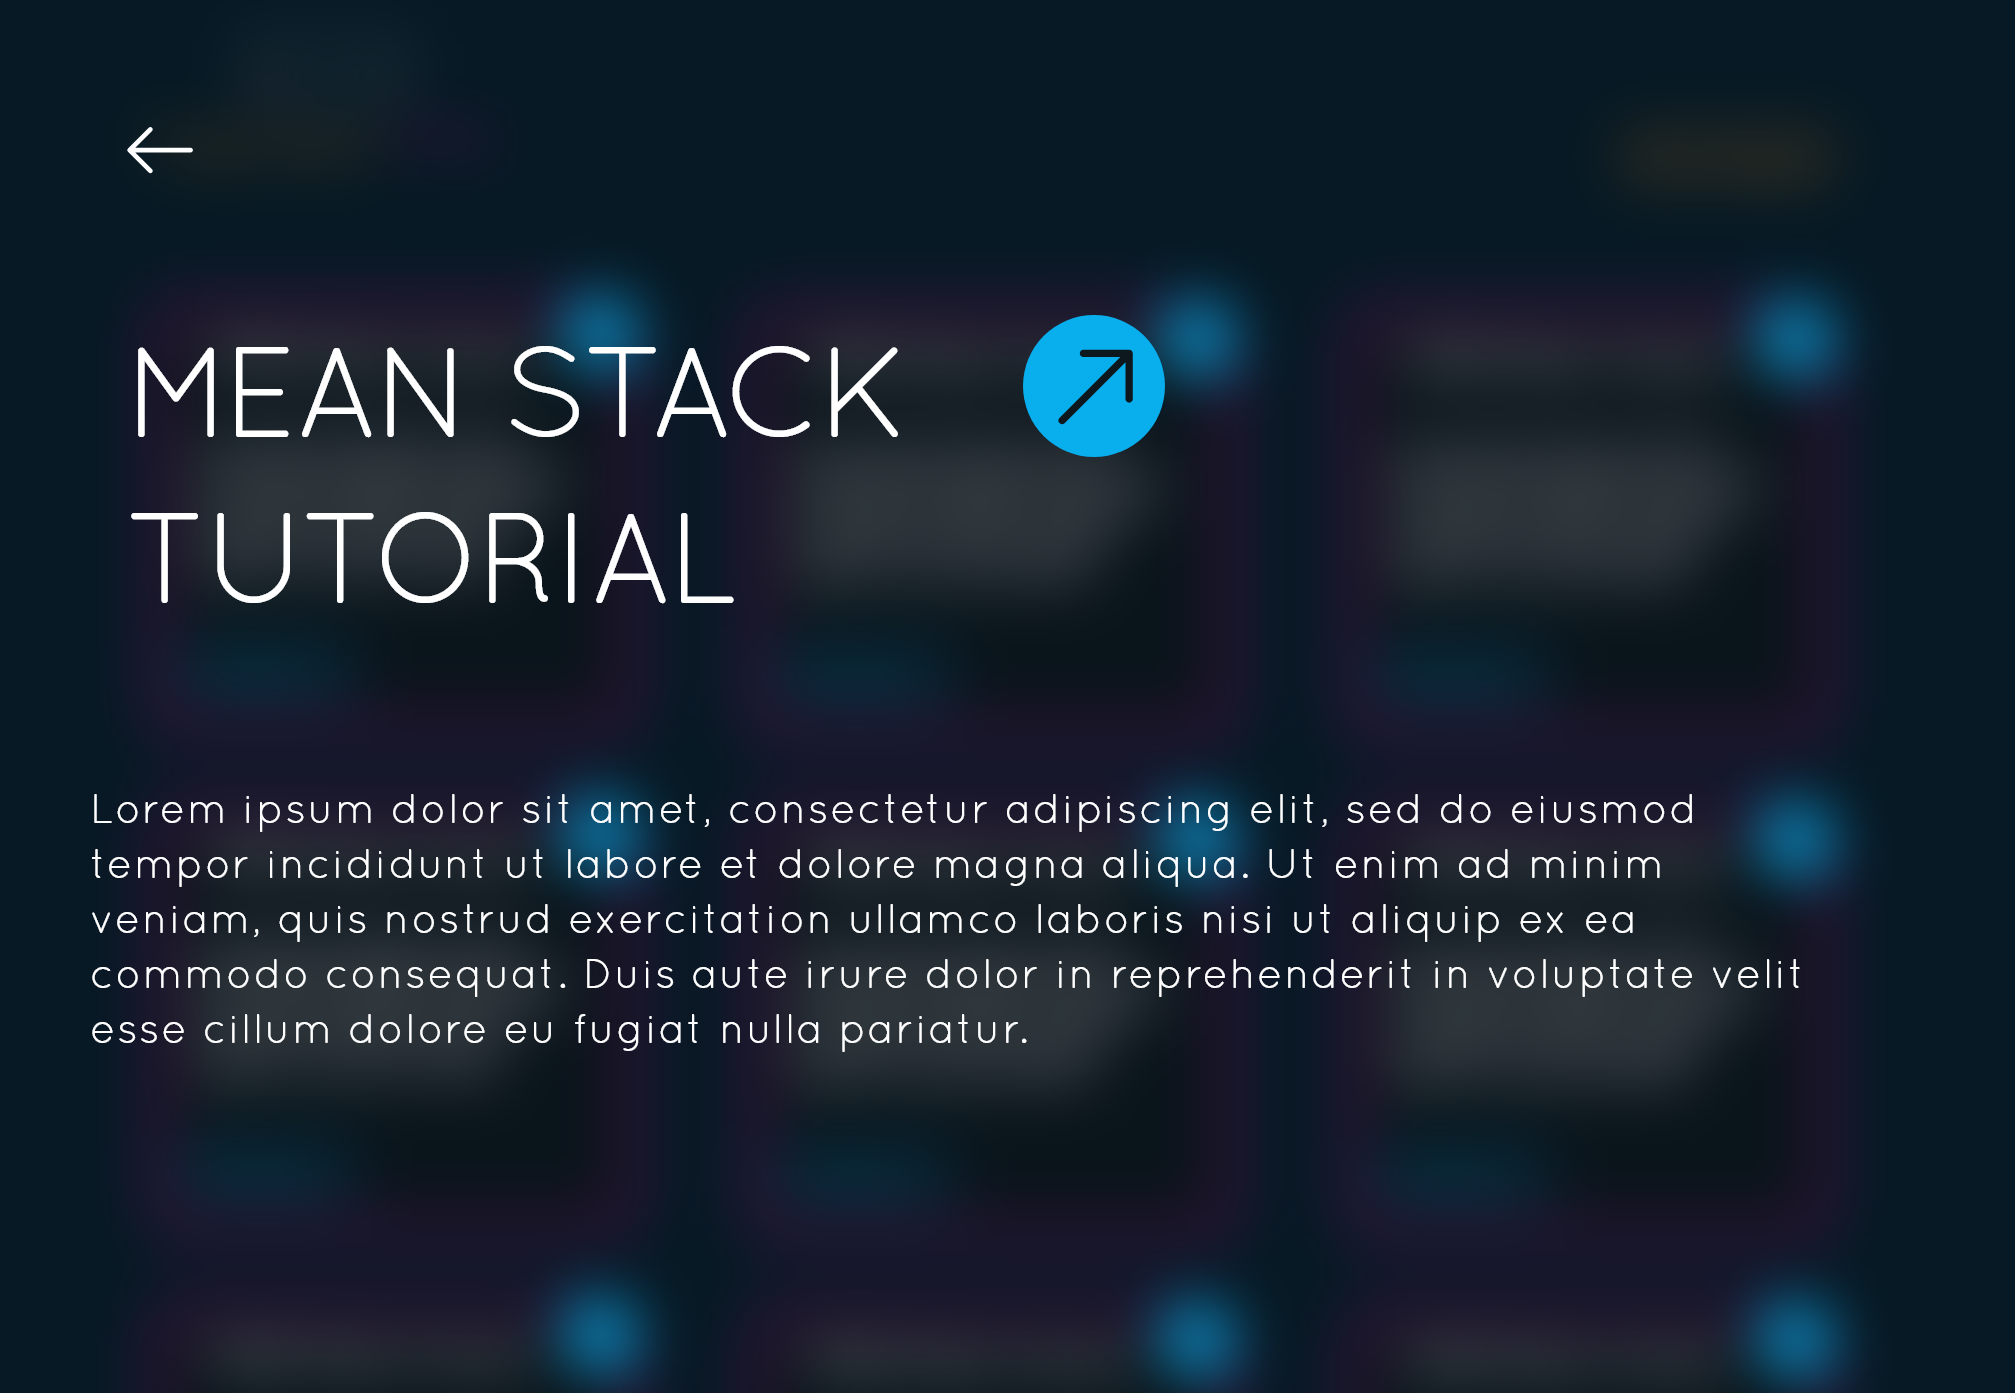 MEAN STACK
TUTORIAL
Lorem ipsum dolor sit amet, consectetur adipiscing elit, sed do eiusmod
tempor incididunt ut labore et dolore magna aliqua. Ut enim ad minim
veniam, quis nostrud exercitation ullamco laboris nisi ut aliquip ex ea
commodo consequat. Duis aute irure dolor in reprehenderit in voluptate velit
esse cillum dolore eu fugiat nulla pariatur.